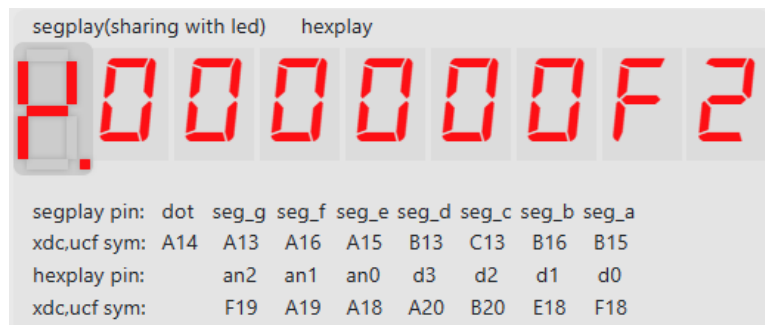 segplay(sharing with led) hexplay
000000F2
segplay pin: dot seg_g seg_f seg_e seg_d seg_c seg_b seg_a
xdc,ucf sym: A14 A13 A16 A15 B13 C13 B16 B15
hexplay pin: an2 an1 an0 d3 d2 d1 d0
xdc,ucf sym: F19 A19 A18 A20 B20 E18 F18